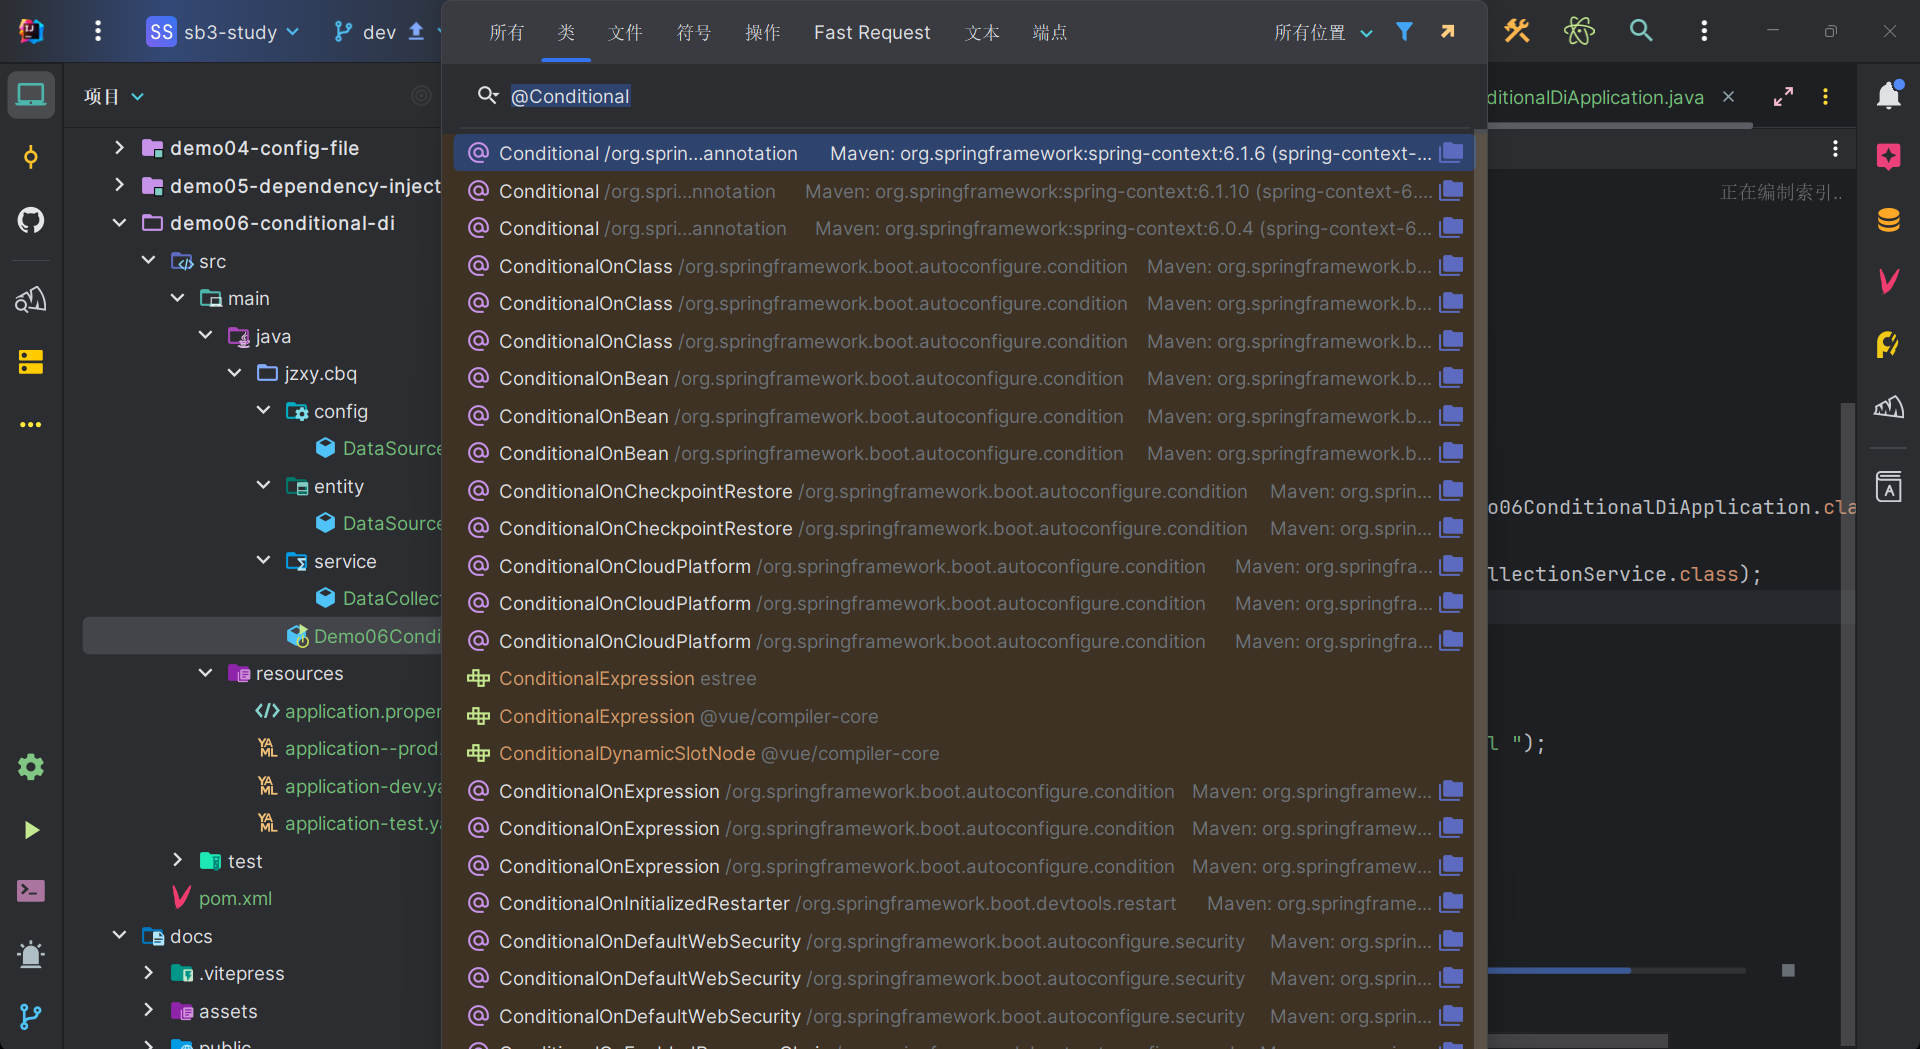 SS sb3-study dev
所有 类 文件 符号 操作 Fast Request 文本 端点 所有位置
项目
@Conditional
ditionalDiApplication.java
demo04-config-file
demo05-dependency-inject
demo06-conditional-di
src
main
java
jzxy.cbq
config
DataSource
entity
DataSource
service
DataCollect
Demo06Condi
resources
application.proper
application--prod.
application-dev.ya
application-test.ya
test
pom.xml
docs
.vitepress
assets
public
Conditional /org.sprin...annotation Maven: org.springframework:spring-context:6.1.6 (spring-context-...
Conditional /org.spri...nnotation Maven: org.springframework:spring-context:6.1.10 (spring-context-6....
Conditional /org.spri...annotation Maven: org.springframework:spring-context:6.0.4 (spring-context-6...
ConditionalOnClass /org.springframework.boot.autoconfigure.condition Maven: org.springframework.b...
ConditionalOnClass /org.springframework.boot.autoconfigure.condition Maven: org.springframework.b...
ConditionalOnClass /org.springframework.boot.autoconfigure.condition Maven: org.springframework.b...
ConditionalOnBean /org.springframework.boot.autoconfigure.condition Maven: org.springframework.b...
ConditionalOnBean /org.springframework.boot.autoconfigure.condition Maven: org.springframework.b...
ConditionalOnBean /org.springframework.boot.autoconfigure.condition Maven: org.springframework.b...
ConditionalOnCheckpointRestore /org.springframework.boot.autoconfigure.condition Maven: org.sprin...
ConditionalOnCheckpointRestore /org.springframework.boot.autoconfigure.condition Maven: org.sprin...
ConditionalOnCloudPlatform /org.springframework.boot.autoconfigure.condition Maven: org.springfra...
ConditionalOnCloudPlatform /org.springframework.boot.autoconfigure.condition Maven: org.springfra...
ConditionalOnCloudPlatform /org.springframework.boot.autoconfigure.condition Maven: org.springfra...
ConditionalExpression estree
ConditionalExpression @vue/compiler-core
ConditionalDynamicSlotNode @vue/compiler-core
ConditionalOnExpression /org.springframework.boot.autoconfigure.condition Maven: org.springframew...
ConditionalOnExpression /org.springframework.boot.autoconfigure.condition Maven: org.springframew...
ConditionalOnExpression /org.springframework.boot.autoconfigure.condition Maven: org.springframew...
ConditionalOnInitializedRestarter /org.springframework.boot.devtools.restart Maven: org.springframe...
ConditionalOnDefaultWebSecurity /org.springframework.boot.autoconfigure.security Maven: org.sprin...
ConditionalOnDefaultWebSecurity /org.springframework.boot.autoconfigure.security Maven: org.sprin...
ConditionalOnDefaultWebSecurity /org.springframework.boot.autoconfigure.security Maven: org.sprin...
正在编制索引..
o06ConditionalDiApplication.cla
llectionService.class);
l ");